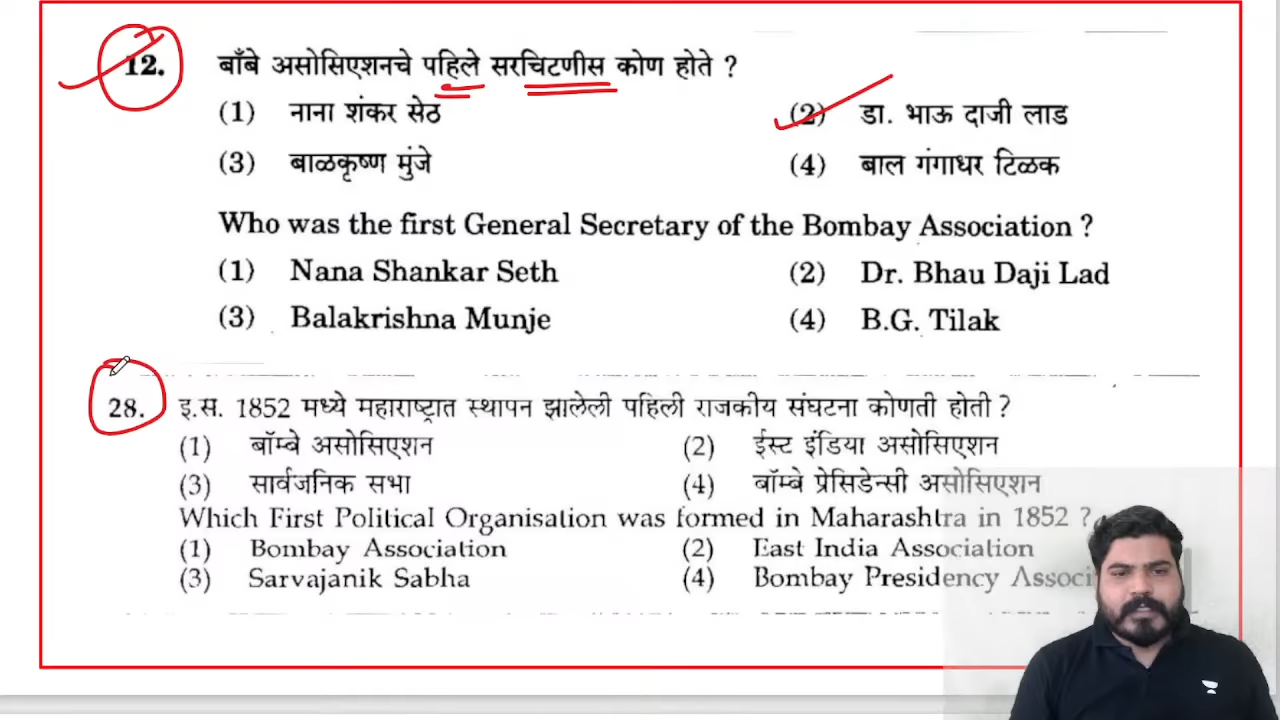 12. बाँबे असोसिएशनचे पहिले सरचिटणीस कोण होते ?
(1) नाना शंकर सेठ (2) डा. भाऊ दाजी लाड
(3) बाळकृष्ण मुंजे (4) बाल गंगाधर टिळक
Who was the first General Secretary of the Bombay Association ?
(1) Nana Shankar Seth (2) Dr. Bhau Daji Lad
(3) Balakrishna Munje (4) B.G. Tilak
28. इ.स. 1852 मध्ये महाराष्ट्रात स्थापन झालेली पहिली राजकीय संघटना कोणती होती ?
(1) बॉम्बे असोसिएशन (2) ईस्ट इंडिया असोसिएशन
(3) सार्वजनिक सभा (4) बॉम्बे प्रेसिडेन्सी असोसिएशन
Which First Political Organisation was formed in Maharashtra in 1852 ?
(1) Bombay Association (2) East India Association
(3) Sarvajanik Sabha (4) Bombay Presidency Associ